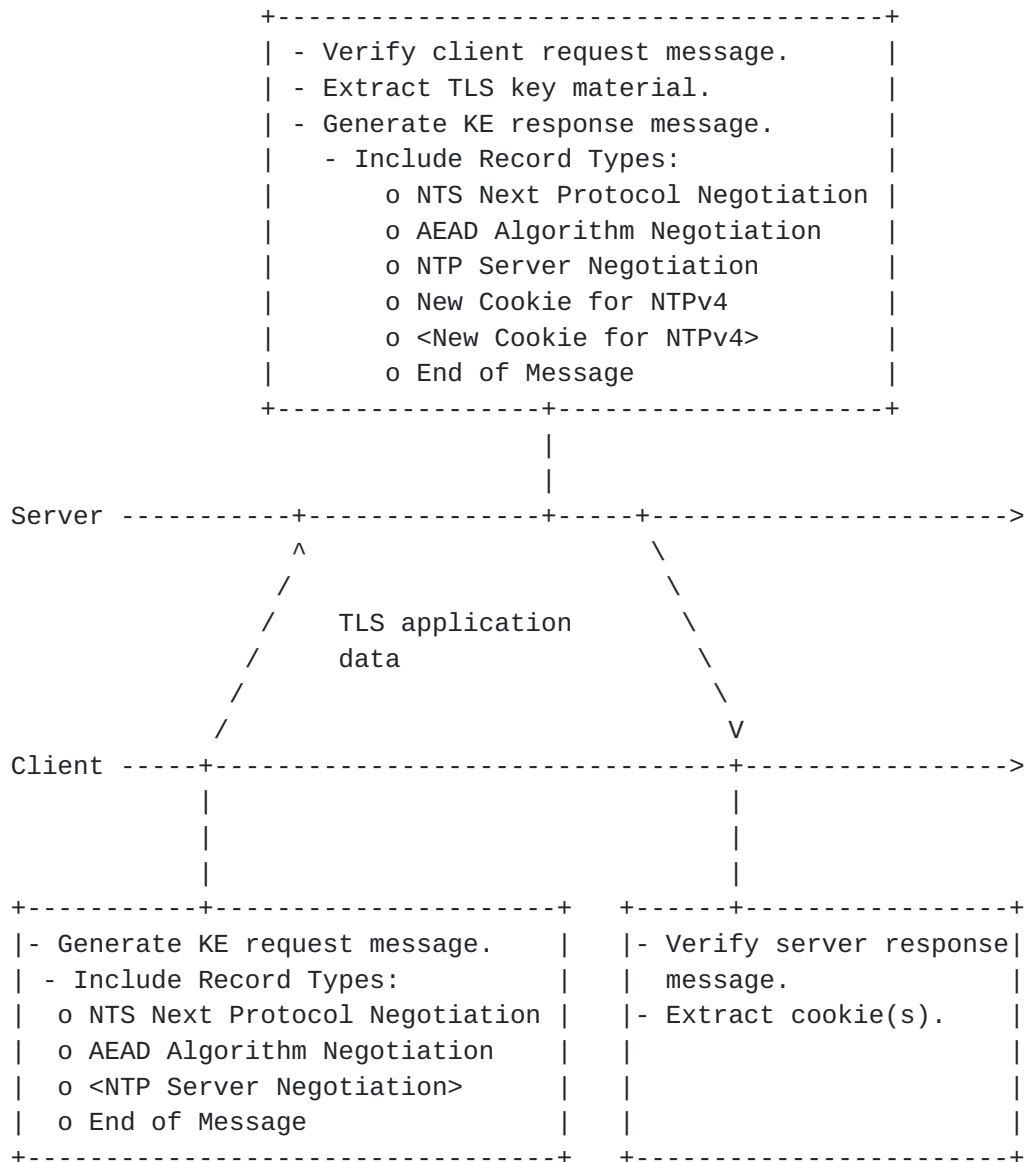 - Verify client request message.
- Extract TLS key material.
- Generate KE response message.
- Include Record Types:
o NTS Next Protocol Negotiation
o AEAD Algorithm Negotiation
o NTP Server Negotiation
o New Cookie for NTPv4
o <New Cookie for NTPv4>
o End of Message
Server
TLS application
data
Client
- Generate KE request message.
- Include Record Types:
o NTS Next Protocol Negotiation
o AEAD Algorithm Negotiation
o <NTP Server Negotiation>
o End of Message
- Verify server response
message.
- Extract cookie(s).